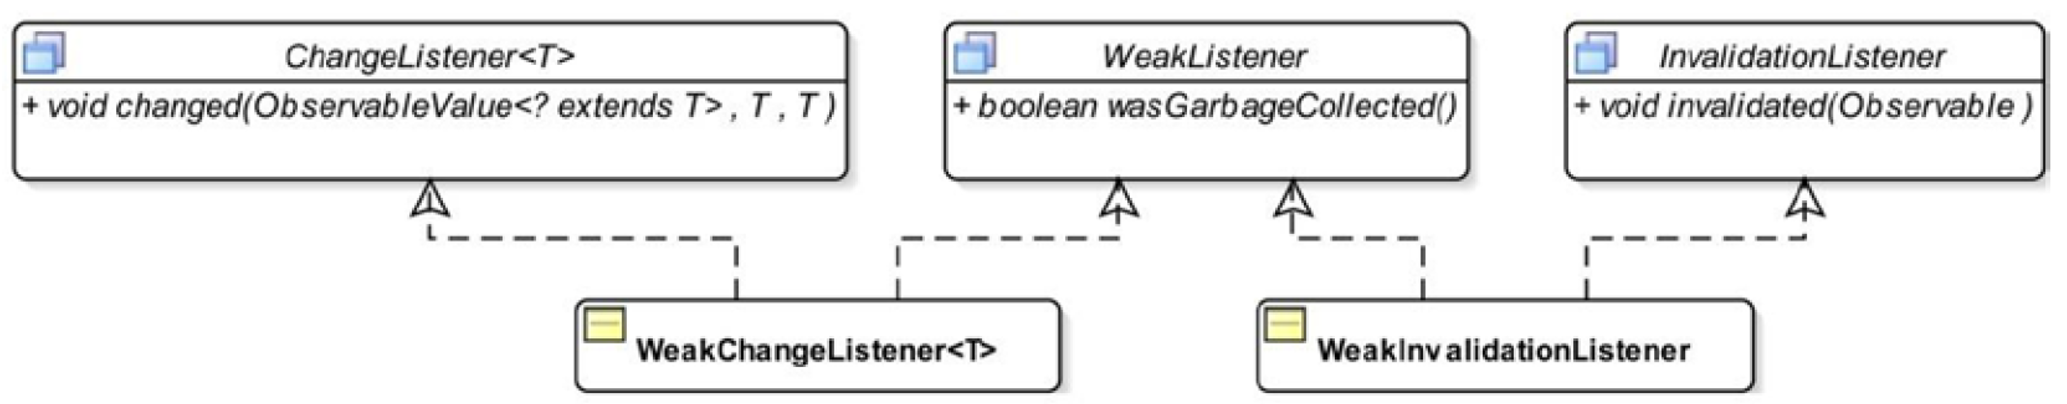 ChangeListener<T>
+ void changed(ObservableValue<? extends T> , T , T )
WeakListener
+ boolean wasGarbageCollected()
InvalidationListener
+ void invalidated(Observable )
WeakChangeListener<T>
WeakInvalidationListener